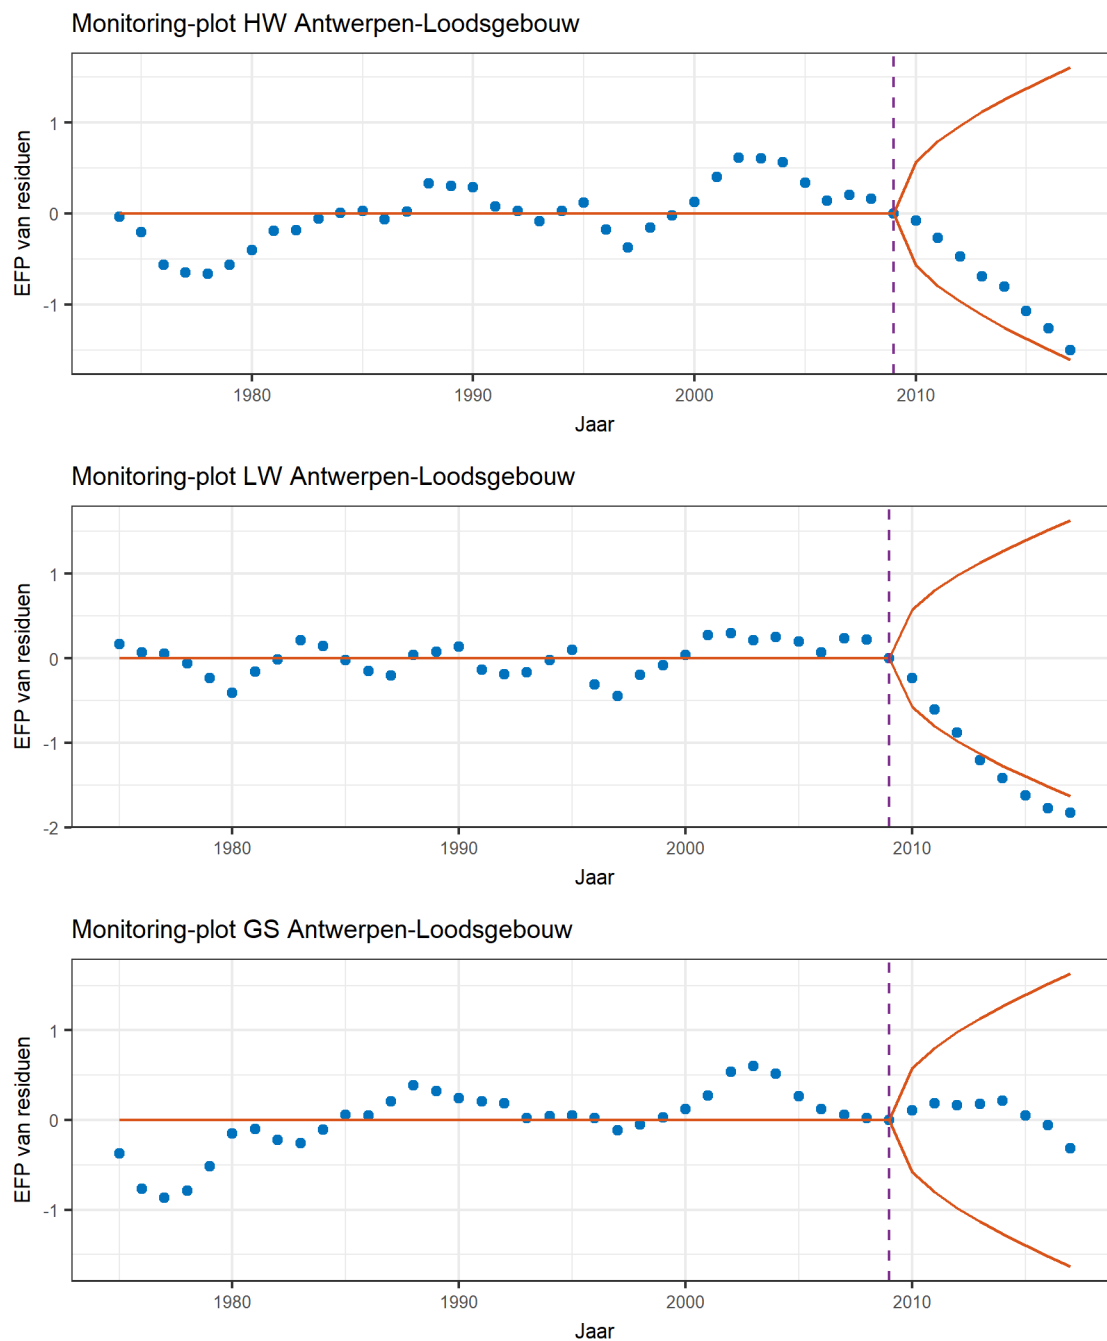 Monitoring-plot HW Antwerpen-Loodsgebouw
EFP van residuen
1
0
-1
1980 1990 2000 2010
Jaar
Monitoring-plot LW Antwerpen-Loodsgebouw
EFP van residuen
1
0
-1
-2
1980 1990 2000 2010
Jaar
Monitoring-plot GS Antwerpen-Loodsgebouw
EFP van residuen
1
0
-1
1980 1990 2000 2010
Jaar